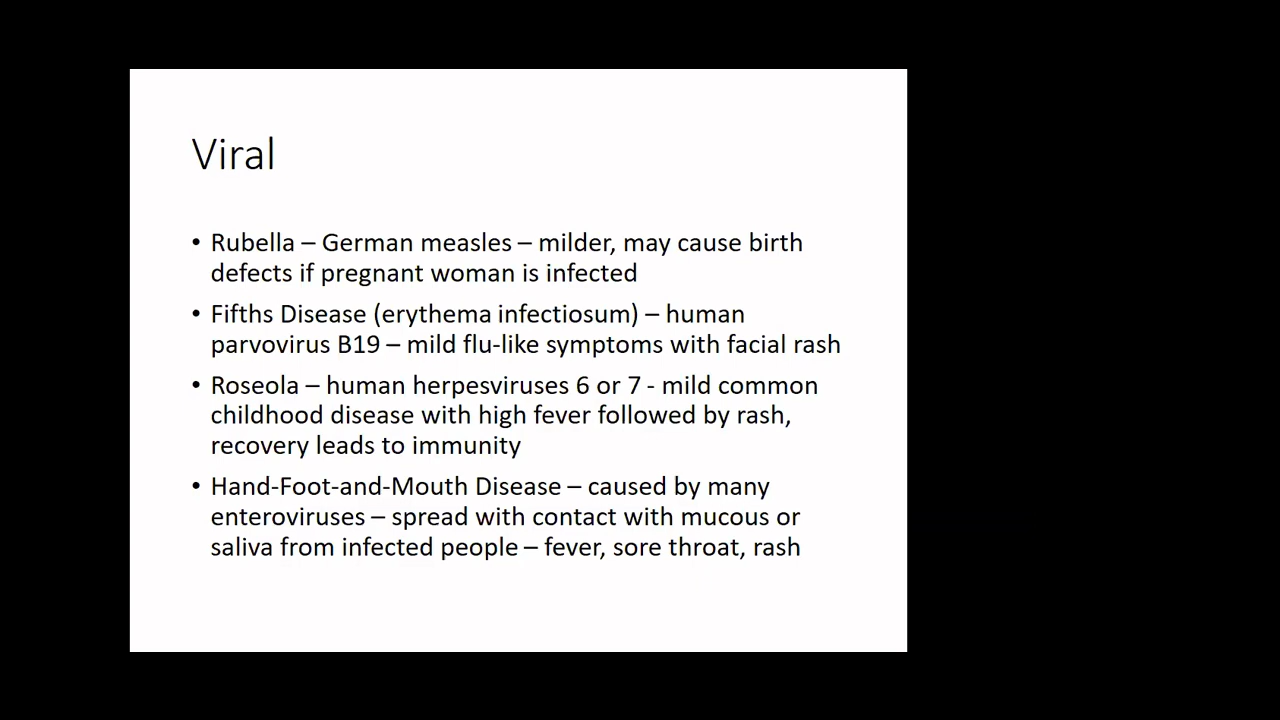 Viral
• Rubella – German measles – milder, may cause birth
defects if pregnant woman is infected
• Fifths Disease (erythema infectiosum) – human
parvovirus B19 – mild flu-like symptoms with facial rash
• Roseola – human herpesviruses 6 or 7 - mild common
childhood disease with high fever followed by rash,
recovery leads to immunity
• Hand-Foot-and-Mouth Disease – caused by many
enteroviruses – spread with contact with mucous or
saliva from infected people – fever, sore throat, rash